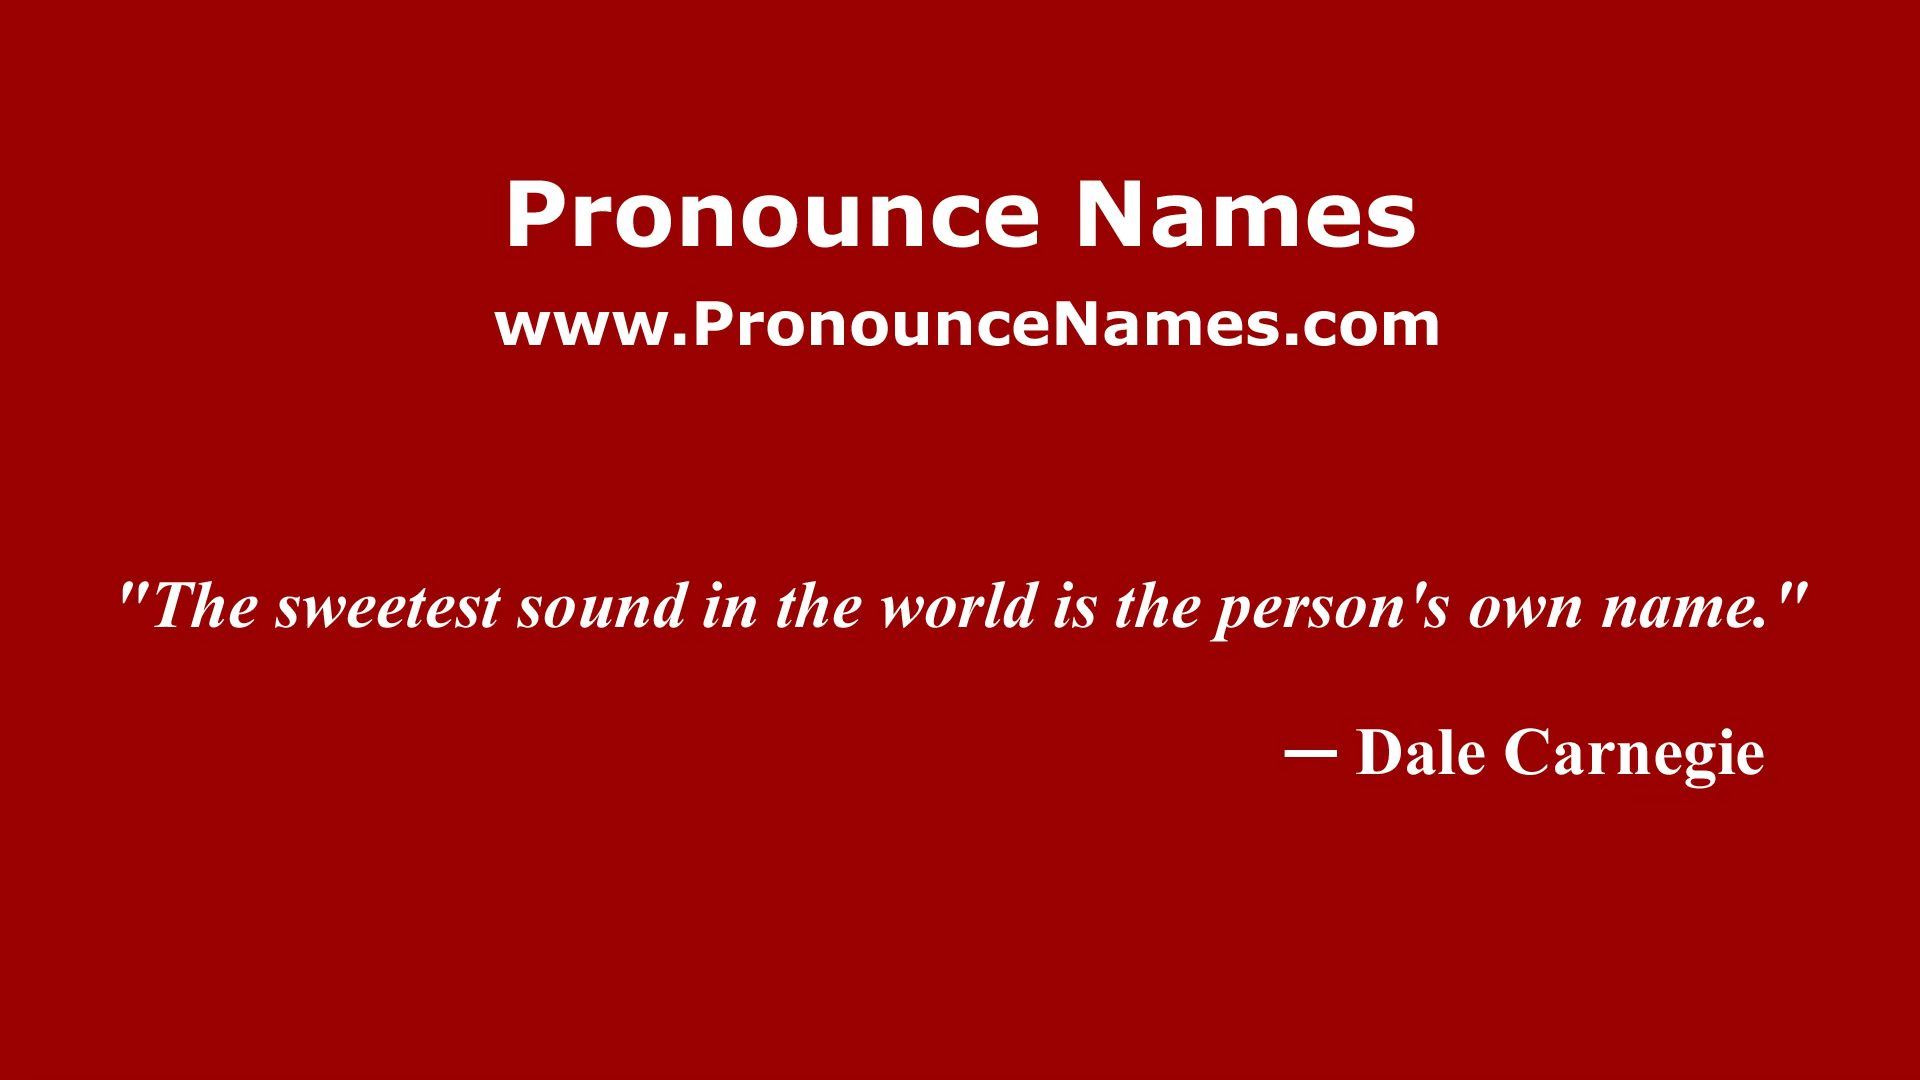 Pronounce Names
www.PronounceNames.com
"The sweetest sound in the world is the person's own name."
— Dale Carnegie